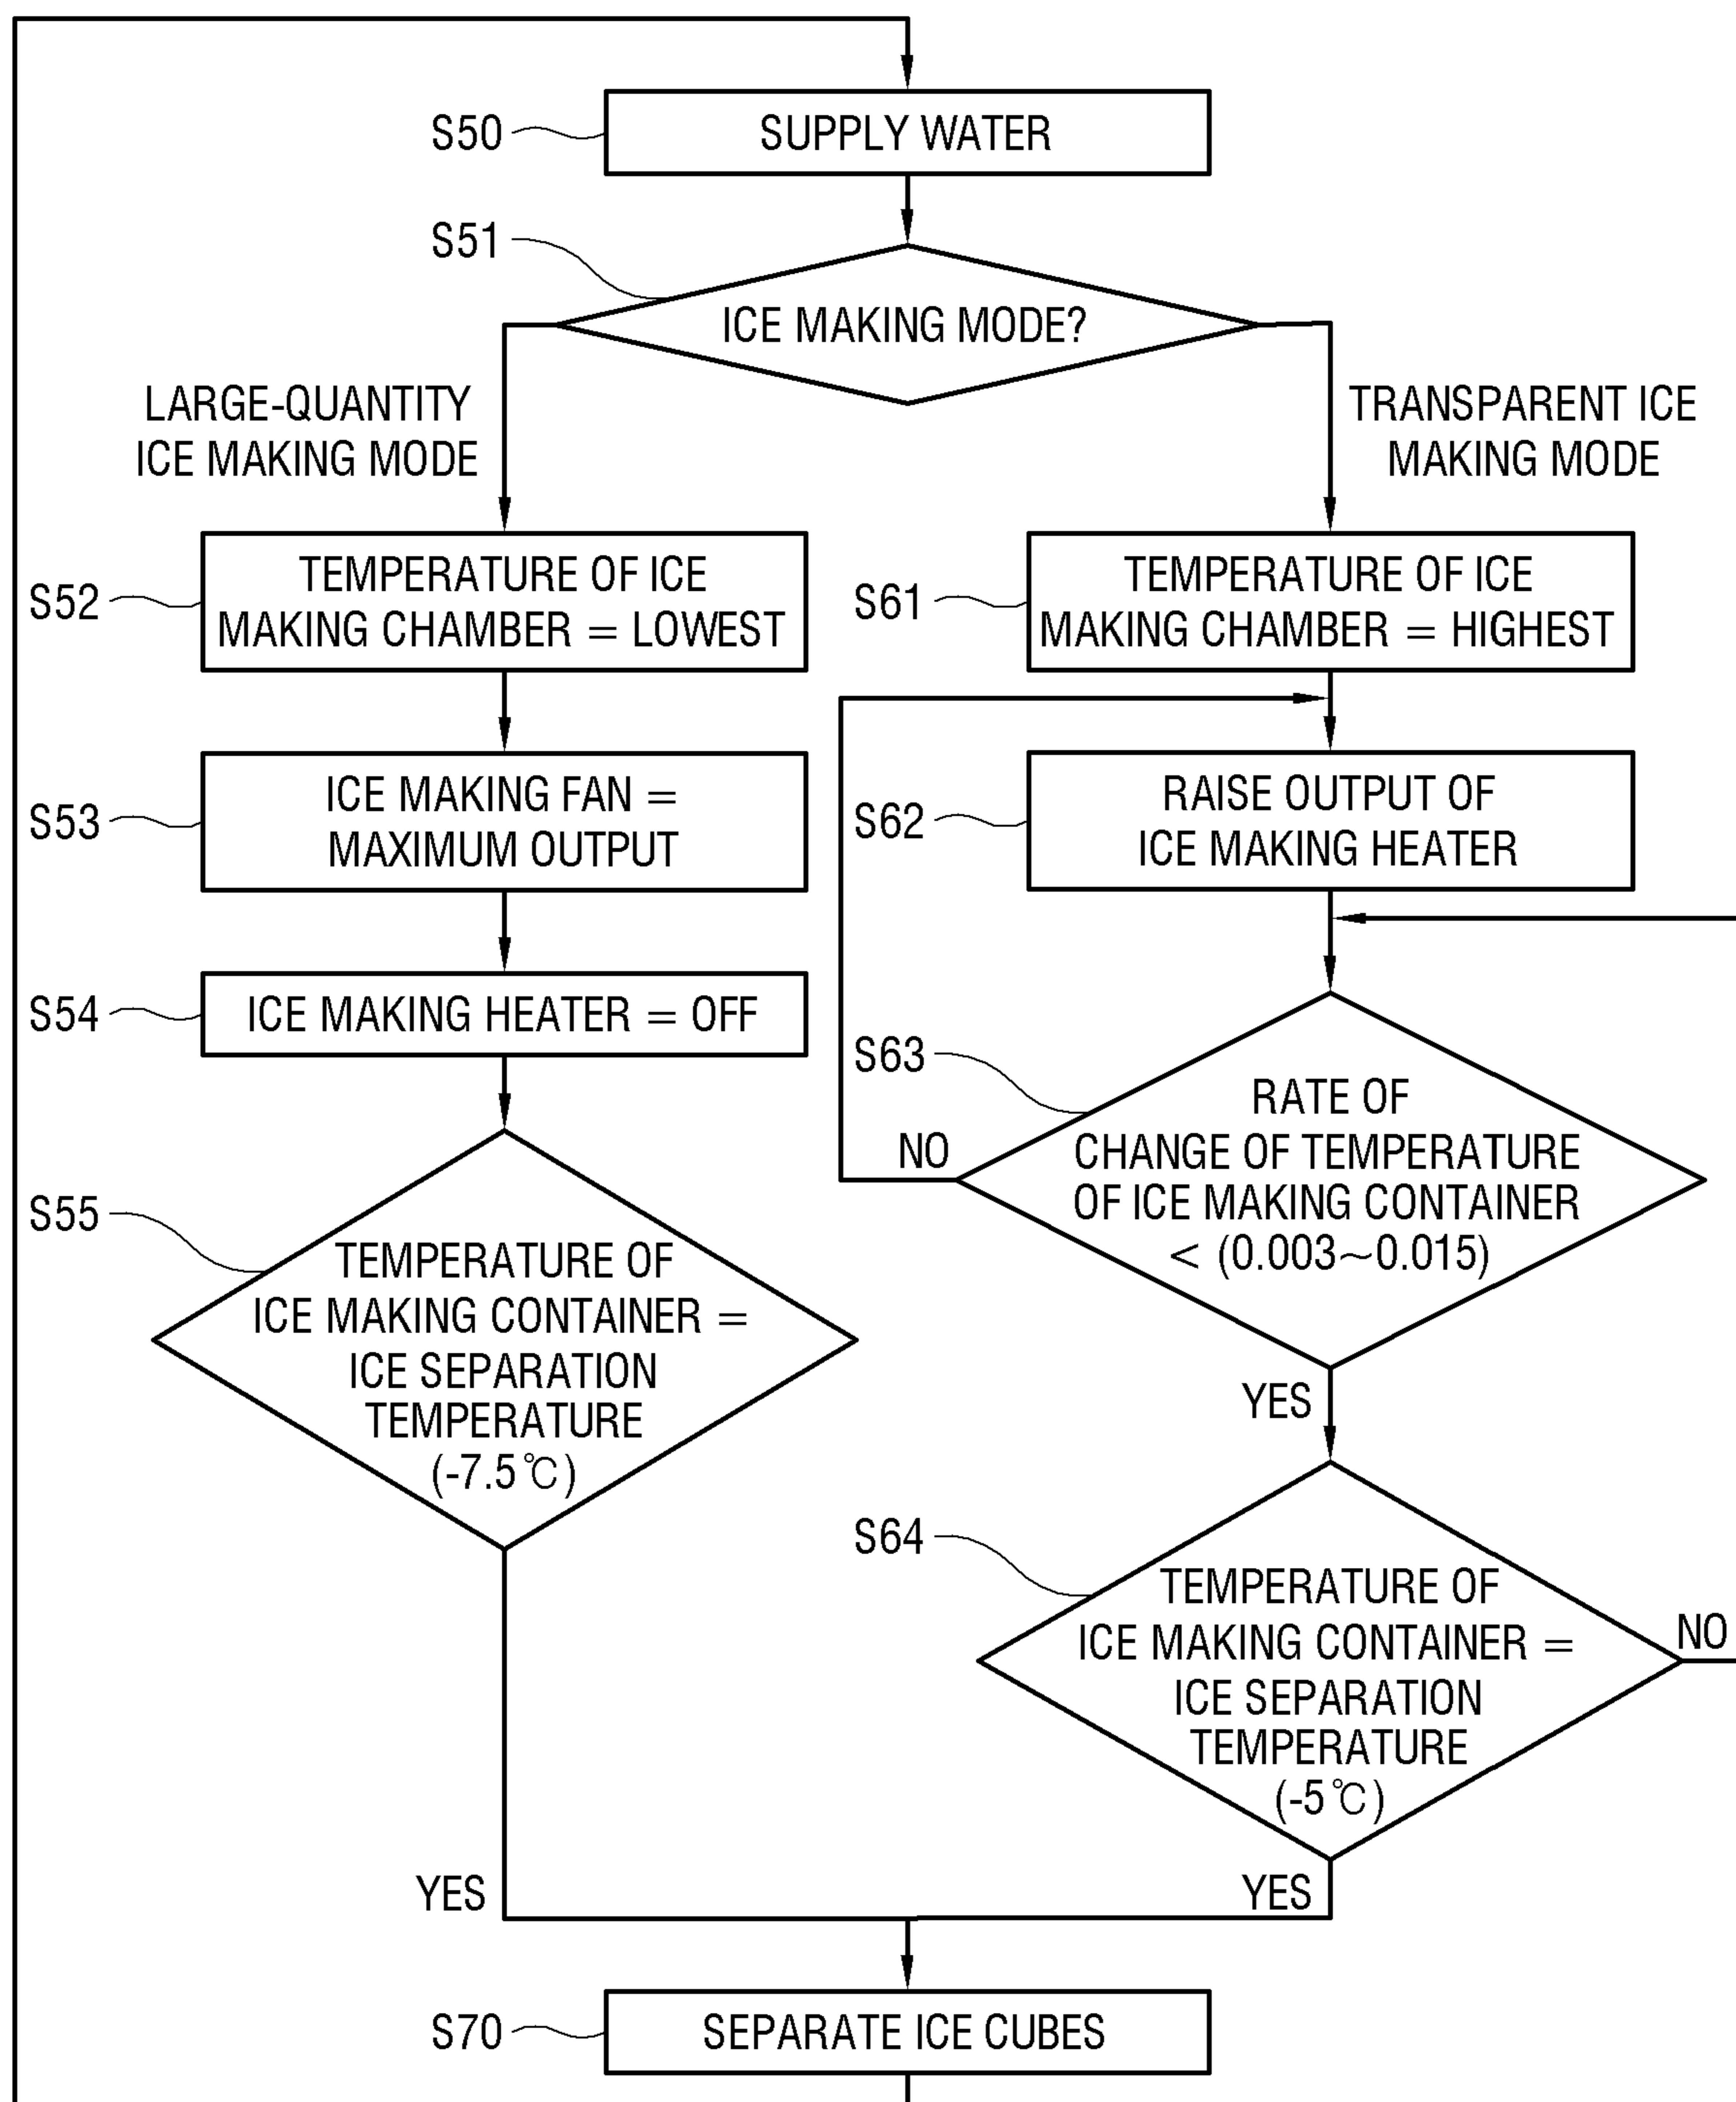 S50
SUPPLY WATER
S51
ICE MAKING MODE?
LARGE-QUANTITY
ICE MAKING MODE
TRANSPARENT ICE
MAKING MODE
S52
TEMPERATURE OF ICE
MAKING CHAMBER = LOWEST
S61
TEMPERATURE OF ICE
MAKING CHAMBER = HIGHEST
S53
ICE MAKING FAN =
MAXIMUM OUTPUT
S62
RAISE OUTPUT OF
ICE MAKING HEATER
S54
ICE MAKING HEATER = OFF
S63
RATE OF
CHANGE OF TEMPERATURE
OF ICE MAKING CONTAINER
< (0.003~0.015)
NO
YES
S55
TEMPERATURE OF
ICE MAKING CONTAINER =
ICE SEPARATION
TEMPERATURE
(-7.5℃)
YES
S64
TEMPERATURE OF
ICE MAKING CONTAINER =
ICE SEPARATION
TEMPERATURE
(-5℃)
NO
YES
S70
SEPARATE ICE CUBES